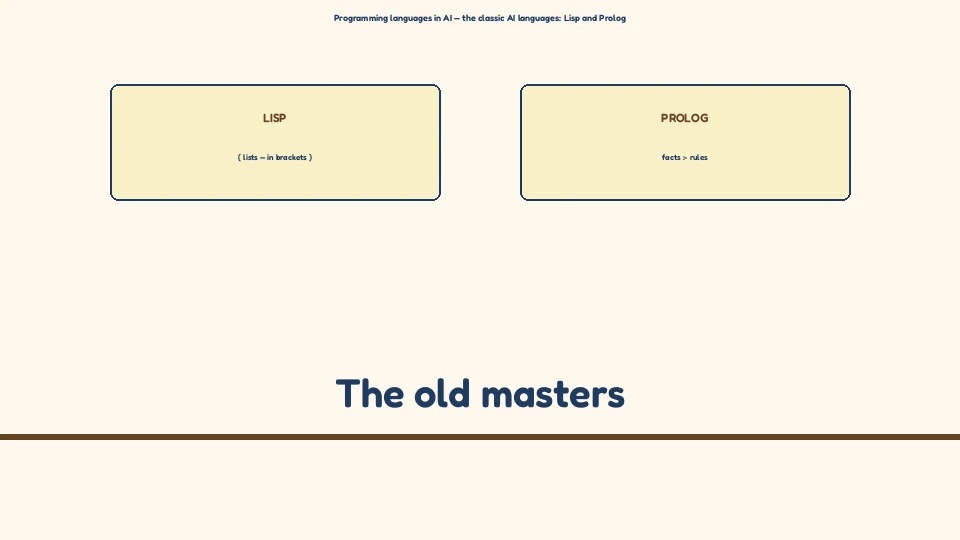 Programming languages in AI — the classic AI languages: Lisp and Prolog
LISP
( lists — in brackets )
PROLOG
facts > rules
The old masters